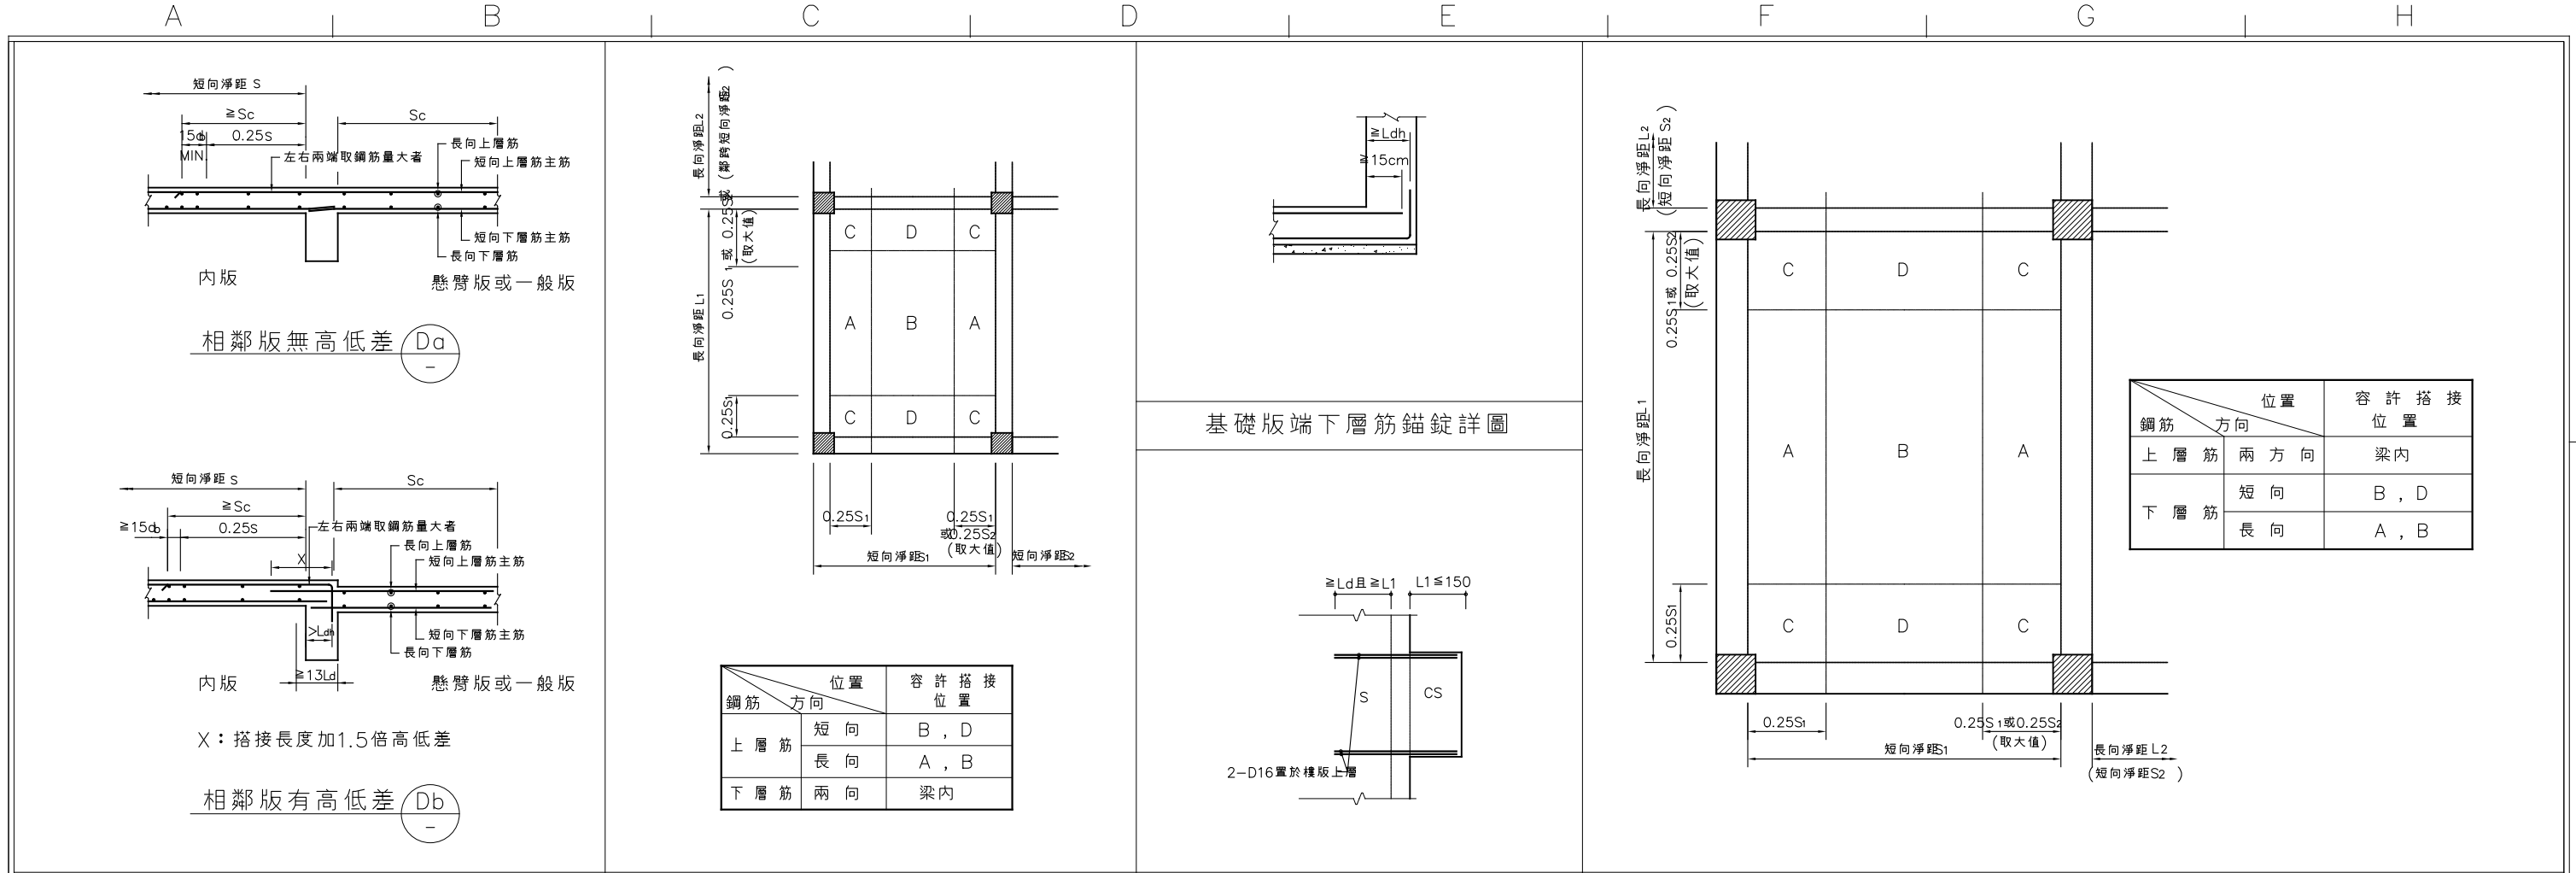 A
B
C
D
E
F
G
H
短向淨距 S
≧Sc
Sc
15db
0.25s
MIN.
左右兩端取鋼筋量大者
長向上層筋
短向上層筋主筋
短向下層筋主筋
長向下層筋
內版
懸臂版或一般版
相鄰版無高低差
Da
-
短向淨距 S
Sc
≧Sc
≧15db
0.25s
左右兩端取鋼筋量大者
X
長向上層筋
短向上層筋主筋
>Ldh
短向下層筋主筋
長向下層筋
≧13Ld
內版
懸臂版或一般版
X：搭接長度加1.5倍高低差
相鄰版有高低差
Db
-
長向淨距L2
或 (鄰跨短向淨距S2 )
0.25S 1 或 0.25S2
(取大值)
長向淨距 L1
0.25S1
C
D
C
A
B
A
C
D
C
0.25S1
0.25S1
或0.25S2
(取大值)
短向淨距S1
短向淨距S2
位置
鋼筋
方向
容許搭接
位置
上層筋
短向
B , D
長向
A , B
下層筋
兩向
梁內
≧Ldh
≧15cm
基礎版端下層筋錨錠詳圖
≧Ld且≧L1
L1≦150
S
CS
2-D16置於樓版上層
長向淨距L2
(短向淨距 S2 )
0.25S 1或 0.25S2
(取大值)
長向淨距L1
0.25S1
C
D
C
A
B
A
C
D
C
0.25S1
0.25S 1或0.25S2
(取大值)
短向淨距S1
長向淨距 L2
(短向淨距S2 )
位置
鋼筋
方向
容許搭接
位置
上層筋
兩方向
梁內
下層筋
短向
B , D
長向
A , B